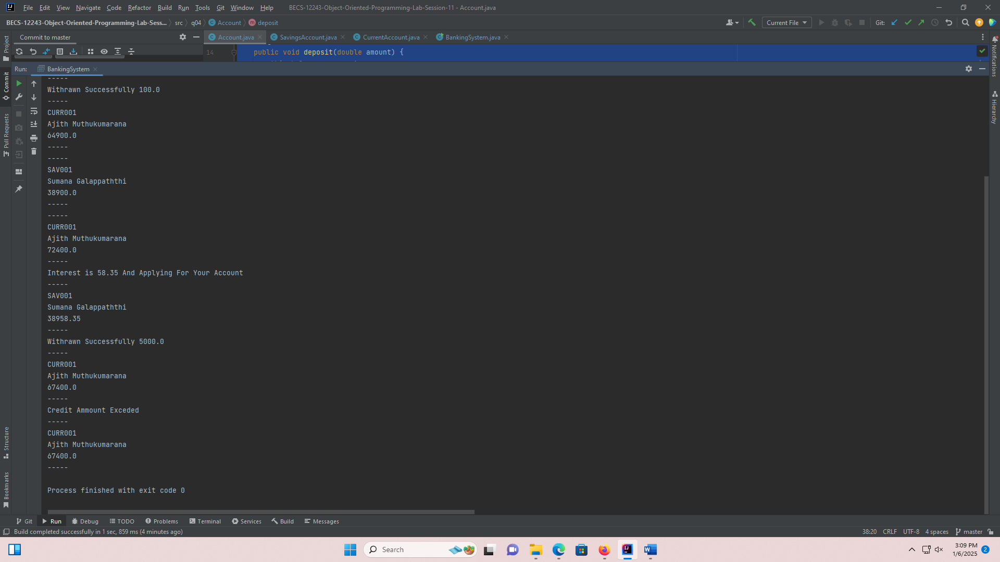 File Edit View Navigate Code Refactor Build Run Tools Git Window Help BECS-12243-Object-Oriented-Programming-Lab-Session-11 - Account.java
BECS-12243-Object-Oriented-Programming-Lab-Sess... src q04 Account deposit Current File Git:
Commit to master Account.java SavingsAccount.java CurrentAccount.java BankingSystem.java
14 public void deposit(double amount) {
Run: BankingSystem
-----
Withrawn Successfully 100.0
-----
CURR001
Ajith Muthukumarana
64900.0
-----
-----
SAV001
Sumana Galappaththi
38900.0
-----
-----
CURR001
Ajith Muthukumarana
72400.0
-----
Interest is 58.35 And Applying For Your Account
-----
SAV001
Sumana Galappaththi
38958.35
-----
Withrawn Successfully 5000.0
-----
CURR001
Ajith Muthukumarana
67400.0
-----
Credit Ammount Exceded
-----
CURR001
Ajith Muthukumarana
67400.0
-----
Process finished with exit code 0
Project
Commit
Pull Requests
Structure
Bookmarks
Notifications
Hierarchy
Git Run Debug TODO Problems Terminal Services Build Messages
Build completed successfully in 1 sec, 859 ms (4 minutes ago) 38:20 CRLF UTF-8 4 spaces master
Search
3:09 PM
1/6/2025
2